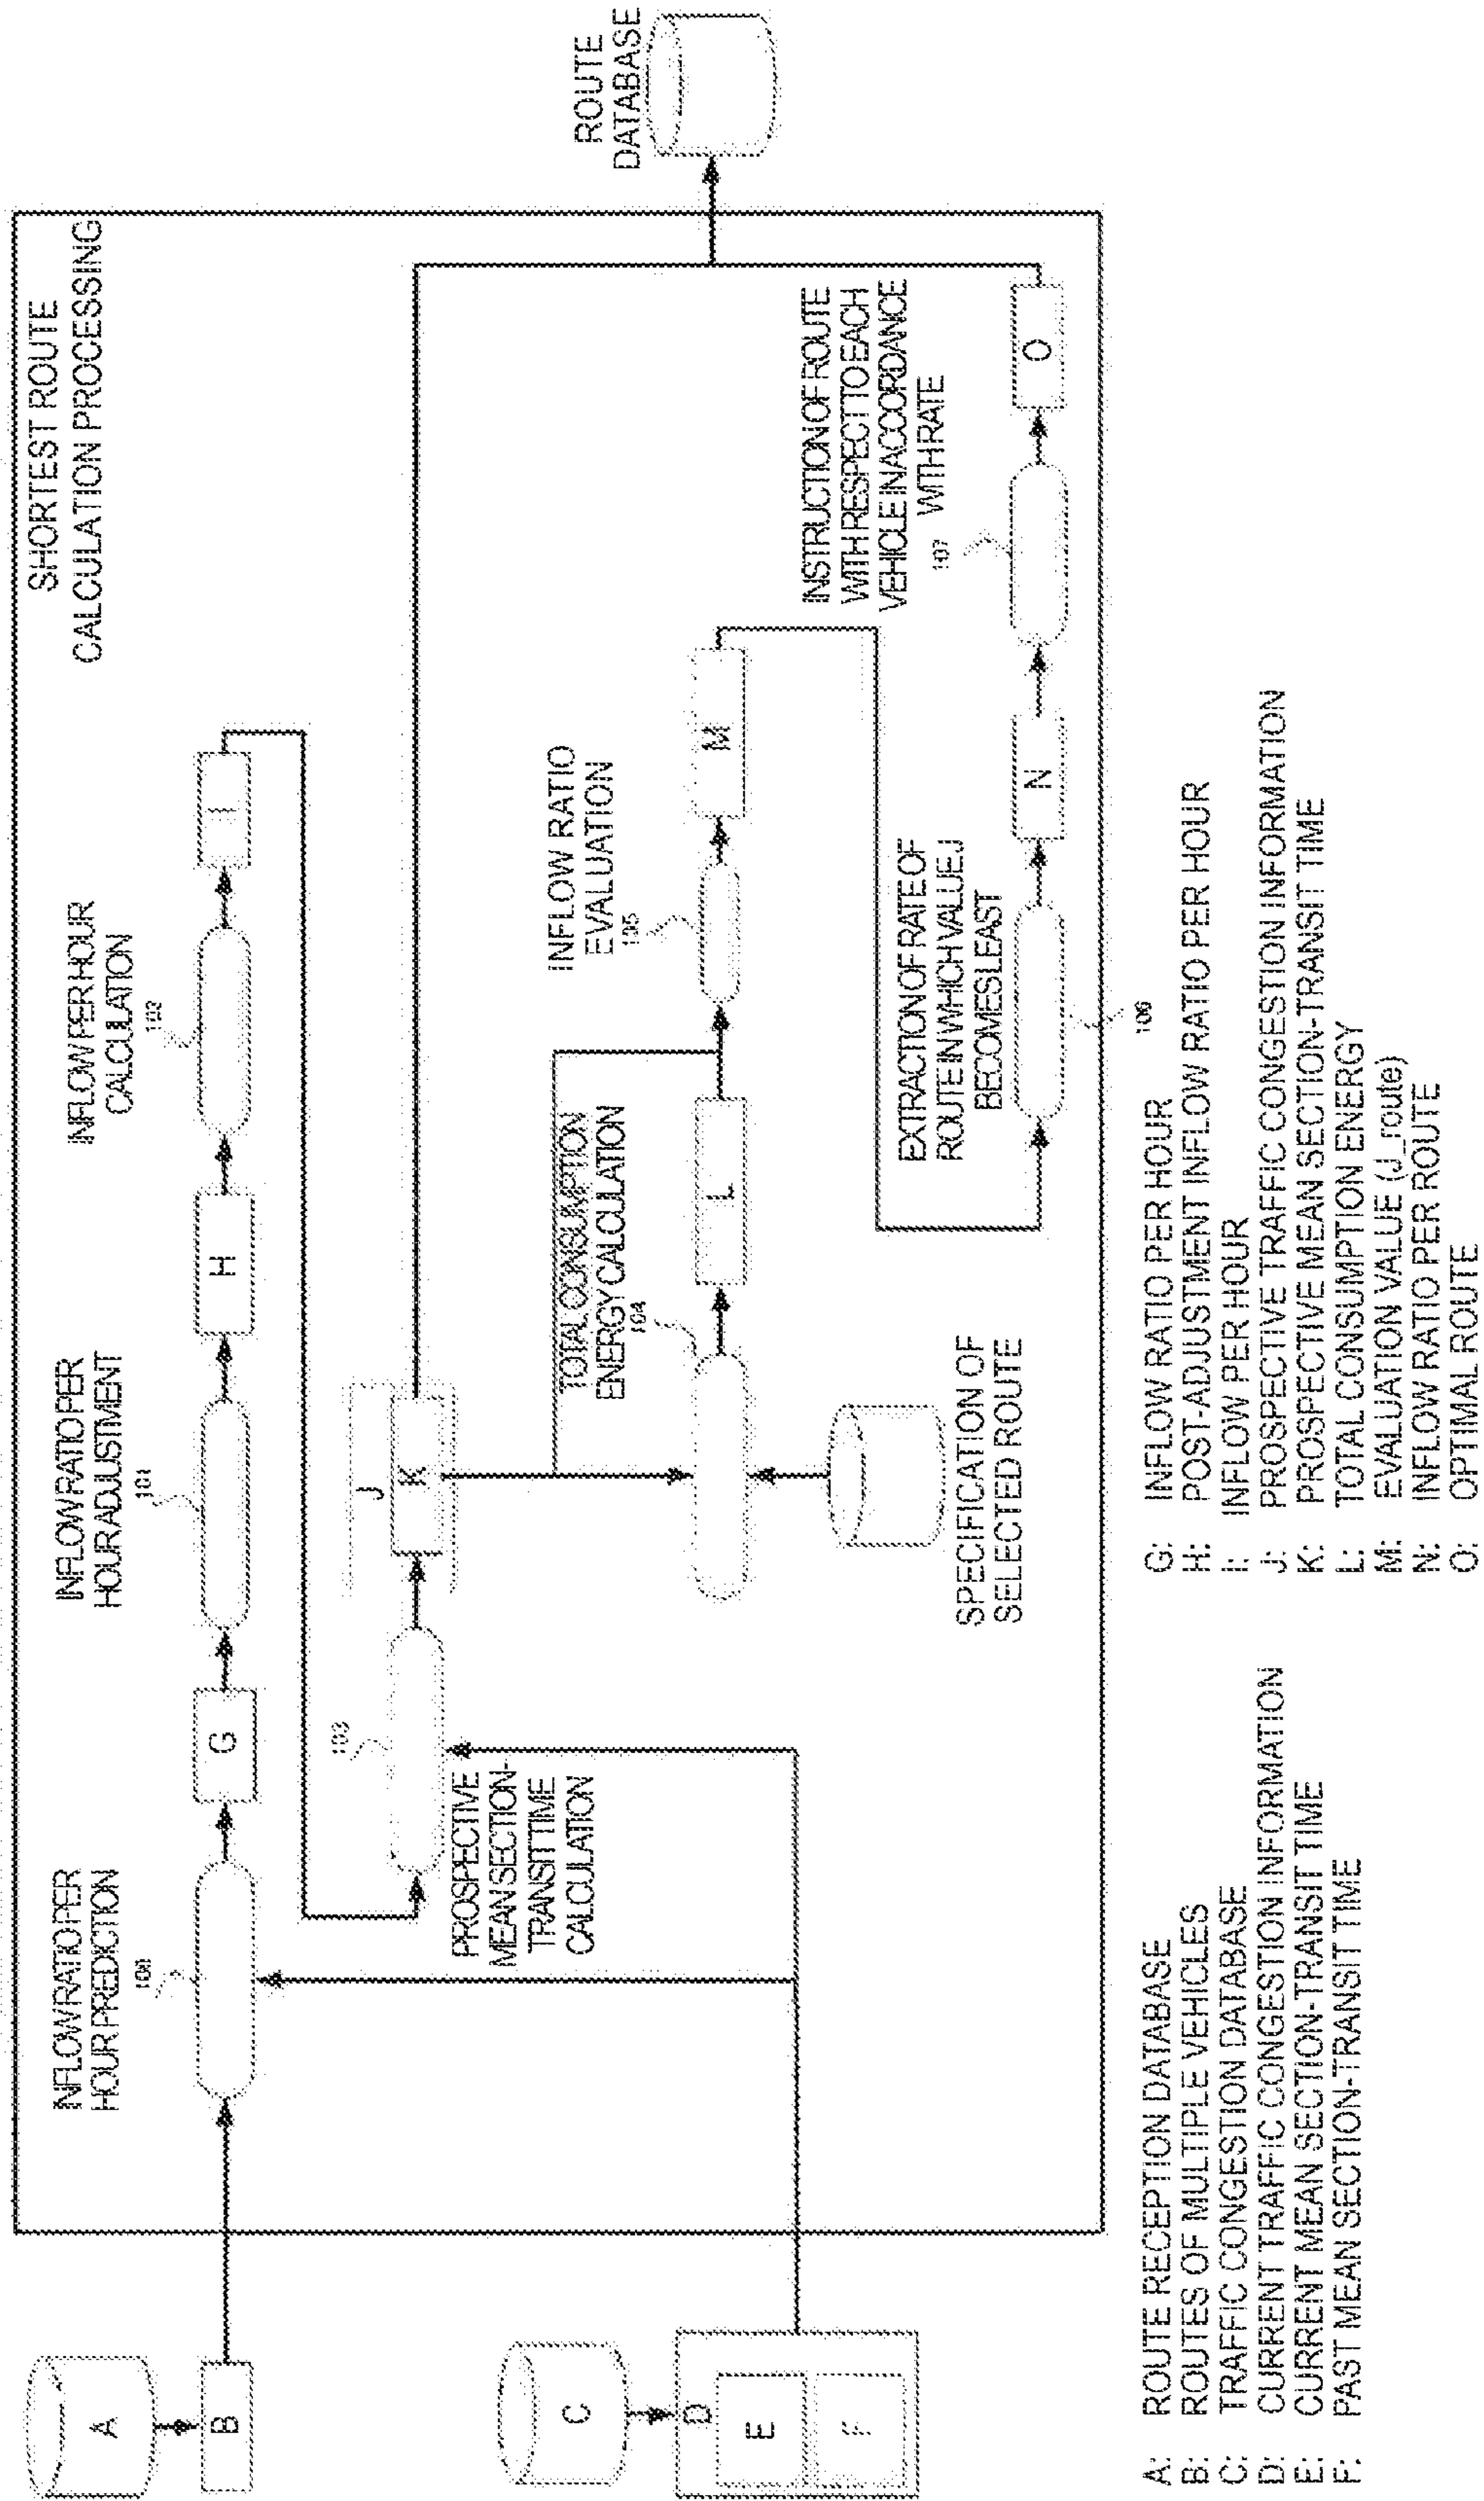 SHORTEST ROUTE
CALCULATION PROCESSING
A
B
INFLOW RATIO PER
HOUR PREDICTION
100
G
INFLOW RATIO PER
HOUR ADJUSTMENT
101
H
INFLOW PER HOUR
CALCULATION
102
I
103
PROSPECTIVE
MEAN SECTION-
TRANSIT TIME
CALCULATION
J
K
C
D
E
F
TOTAL CONSUMPTION
ENERGY CALCULATION
104
L
SPECIFICATION OF
SELECTED ROUTE
INFLOW RATIO
EVALUATION
105
M
EXTRACTION OF RATE OF
ROUTE IN WHICH VALUE J
BECOMES LEAST
106
N
INSTRUCTION OF ROUTE
WITH RESPECT TO EACH
VEHICLE IN ACCORDANCE
WITH RATE
107
O
ROUTE
DATABASE
A: ROUTE RECEPTION DATABASE
B: ROUTES OF MULTIPLE VEHICLES
C: TRAFFIC CONGESTION DATABASE
D: CURRENT TRAFFIC CONGESTION INFORMATION
E: CURRENT MEAN SECTION-TRANSIT TIME
F: PAST MEAN SECTION-TRANSIT TIME
G: INFLOW RATIO PER HOUR
H: POST-ADJUSTMENT INFLOW RATIO PER HOUR
I: INFLOW PER HOUR
J: PROSPECTIVE TRAFFIC CONGESTION INFORMATION
K: PROSPECTIVE MEAN SECTION-TRANSIT TIME
L: TOTAL CONSUMPTION ENERGY
M: EVALUATION VALUE (J_route)
N: INFLOW RATIO PER ROUTE
O: OPTIMAL ROUTE